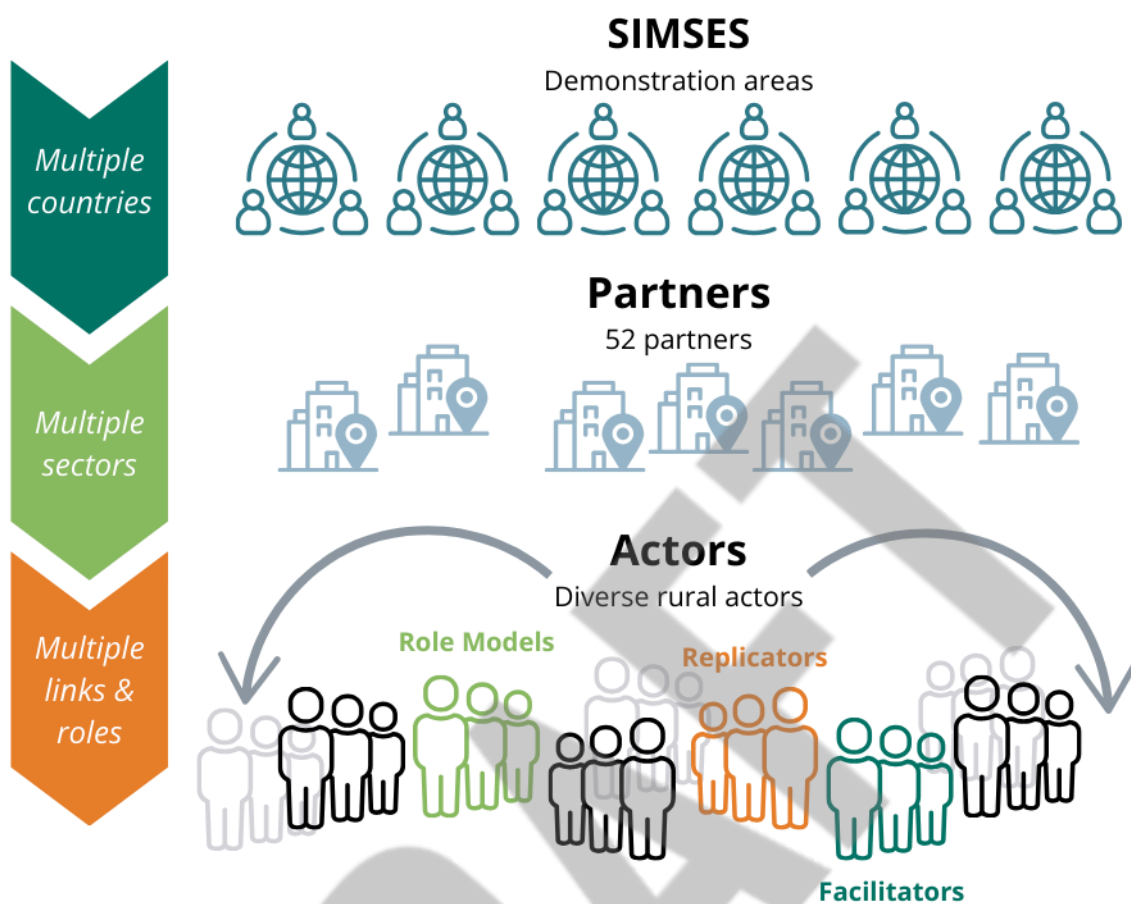 SIMSES
Demonstration areas
Multiple
countries
Partners
52 partners
Multiple
sectors
Actors
Diverse rural actors
Multiple
links &
roles
Role Models
Replicators
Facilitators